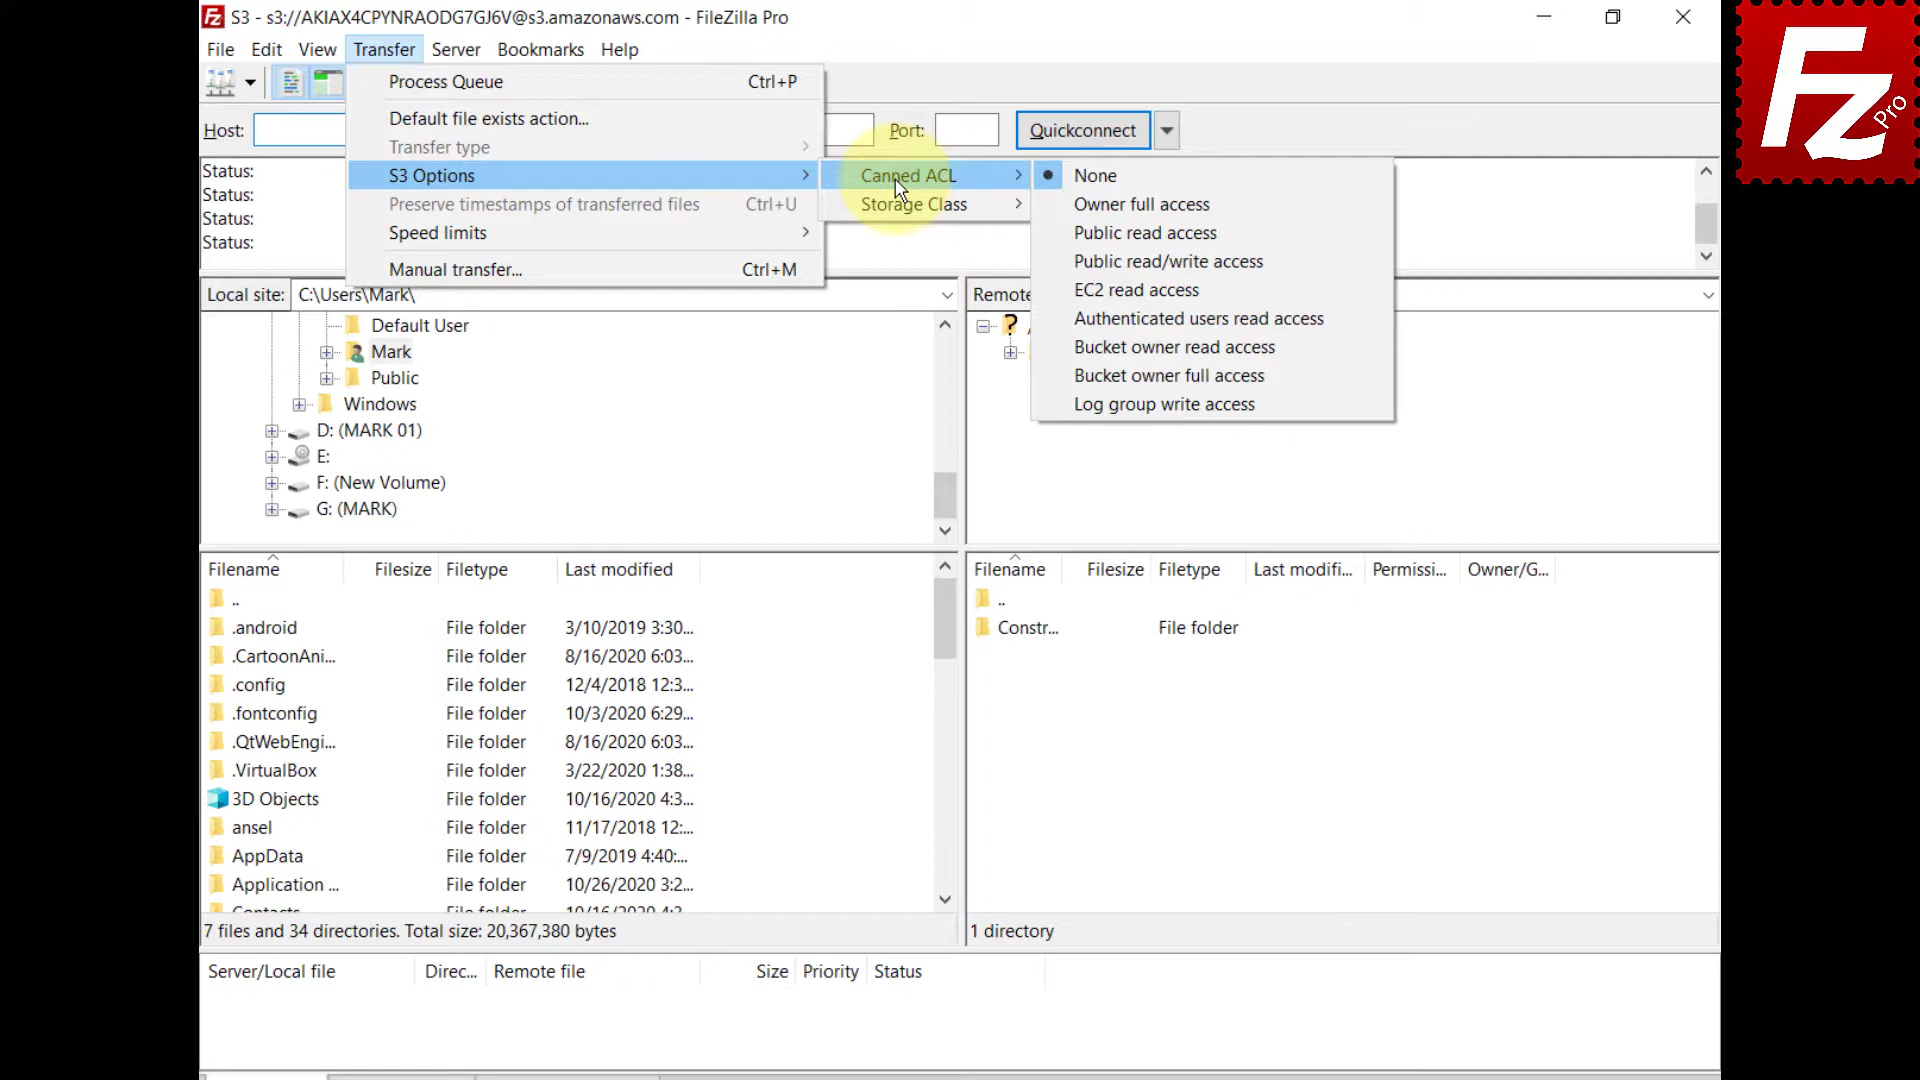 S3 - s3://AKIAX4CPYNRAODG7GJ6V@s3.amazonaws.com - FileZilla Pro
File Edit View Transfer Server Bookmarks Help
Process Queue Ctrl+P
Default file exists action...
Transfer type
S3 Options
Preserve timestamps of transferred files Ctrl+U
Speed limits
Manual transfer... Ctrl+M
Canned ACL
Storage Class
None
Owner full access
Public read access
Public read/write access
EC2 read access
Authenticated users read access
Bucket owner read access
Bucket owner full access
Log group write access
Host: Port: Quickconnect
Status:
Status:
Status:
Status:
Local site: C:\Users\Mark\
Default User
Mark
Public
Windows
D: (MARK 01)
E:
F: (New Volume)
G: (MARK)
Filename Filesize Filetype Last modified
..
.android File folder 3/10/2019 3:30...
.CartoonAni... File folder 8/16/2020 6:03...
.config File folder 12/4/2018 12:3...
.fontconfig File folder 10/3/2020 6:29...
.QtWebEngi... File folder 8/16/2020 6:03...
.VirtualBox File folder 3/22/2020 1:38...
3D Objects File folder 10/16/2020 4:3...
ansel File folder 11/17/2018 12:...
AppData File folder 7/9/2019 4:40:...
Application ... File folder 10/26/2020 3:2...
7 files and 34 directories. Total size: 20,367,380 bytes
Remote
Filename Filesize Filetype Last modifi... Permissi... Owner/G...
..
Constr... File folder
1 directory
Server/Local file Direc... Remote file Size Priority Status
Fz Pro